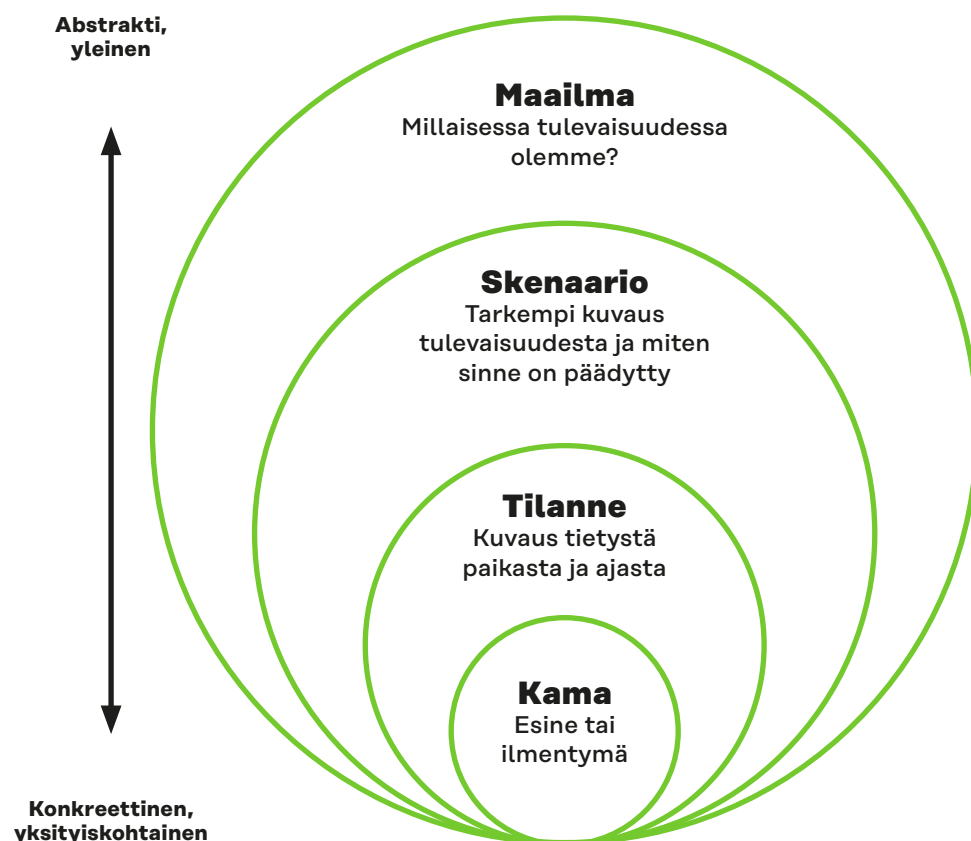 Abstrakti,
yleinen
Maailma
Millaisessa tulevaisuudessa
olemme?
Skenaario
Tarkempi kuvaus
tulevaisuudesta ja miten
sinne on päädytty
Tilanne
Kuvaus tietystä
paikasta ja ajasta
Kama
Esine tai
ilmentymä
Konkreettinen,
yksityiskohtainen